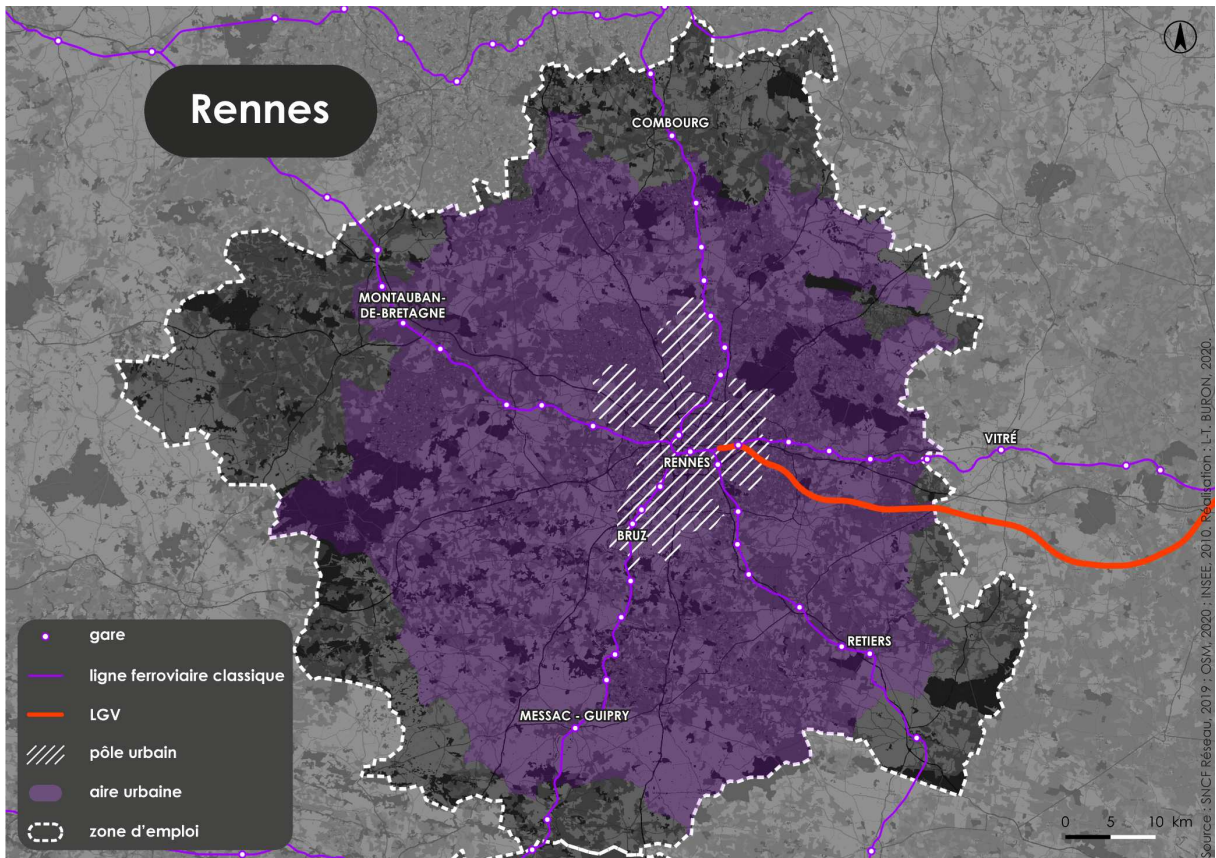 Rennes
COMBOURG
MONTAUBAN-
DE-BRETAGNE
VITRÉ
RENNES
BRUZ
RETIERS
MESSAC - GUIPRY
gare
ligne ferroviaire classique
LGV
pôle urbain
aire urbaine
zone d'emploi
0 5 10 km
Source : SNCF Réseau, 2019 ; OSM, 2020 ; INSEE, 2010. Réalisation : L-T. BURON, 2020.